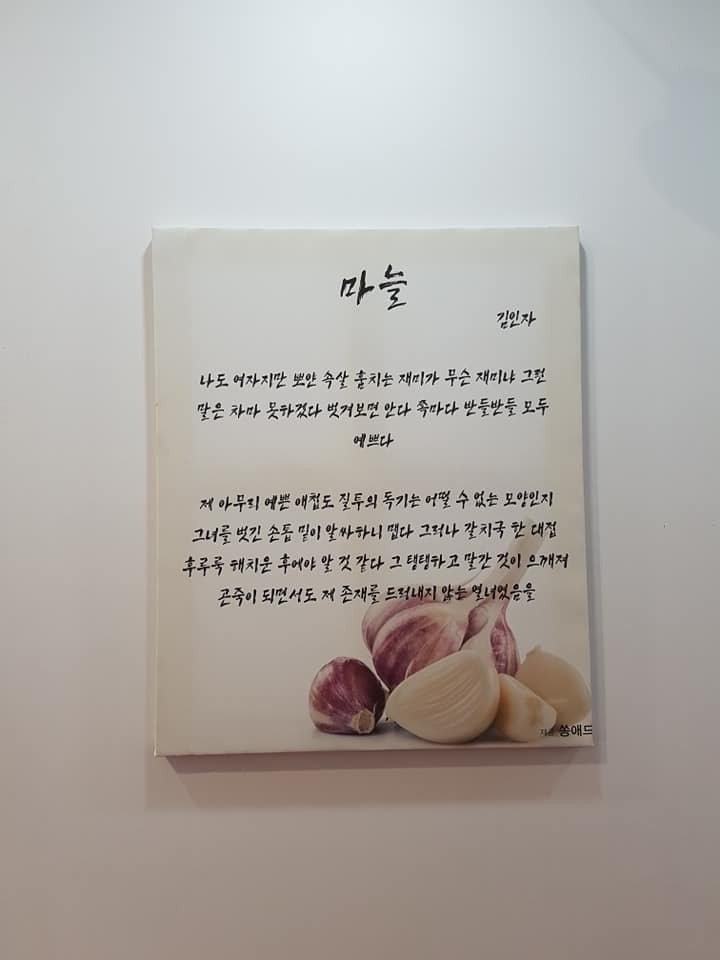 마늘
김인자
나도 여자지만 뽀얀 속살 훔치는 재미가 무슨 재미냐 그런
말은 차마 못하겠다 벗겨보면 안다 쪽마다 반들반들 모두
예쁘다
제 아무리 예쁜 애첩도 질투의 독기는 어쩔 수 없는 모양인지
그녀를 벗긴 손톱 밑이 알싸하니 맵다 그러나 갈치국 한 대접
후루룩 해치운 후에야 알 것 같다 그 탱탱하고 말간 것이 으깨져
곤죽이 되면서도 제 존재를 드러내지 않는 열녀였음을
쏭애드